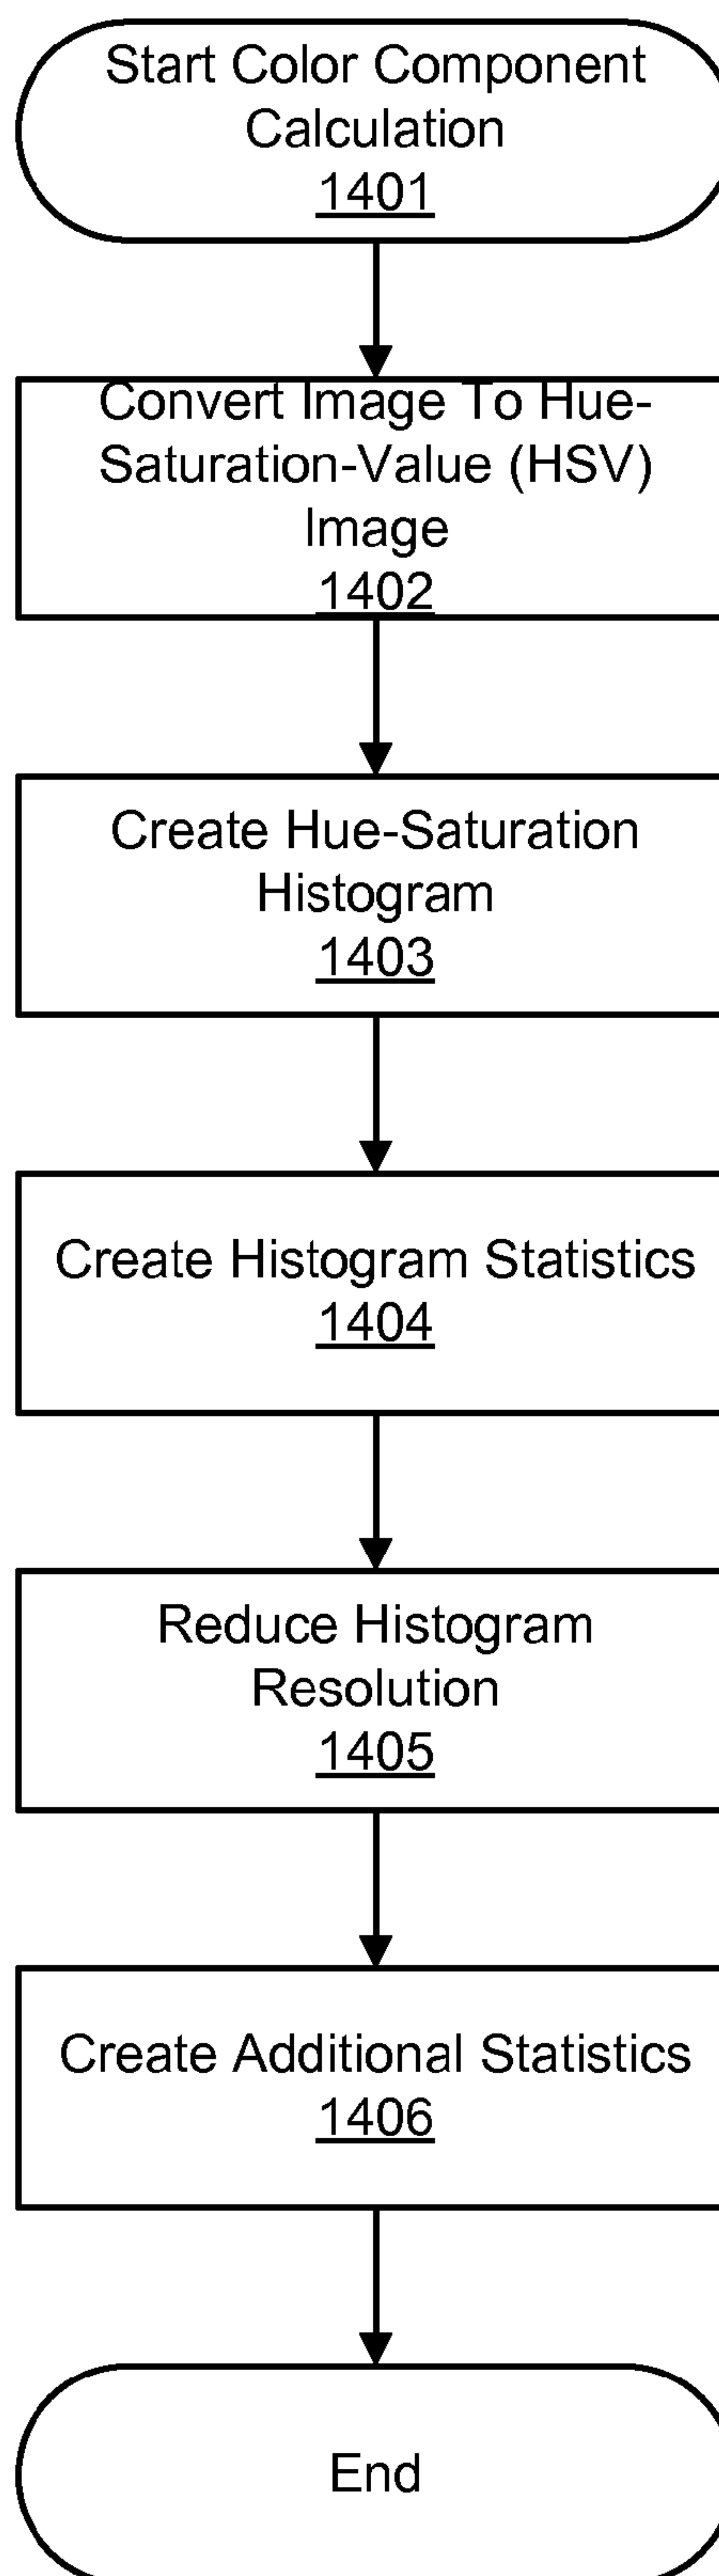 Start Color Component
Calculation
1401
Convert Image To Hue-
Saturation-Value (HSV)
Image
1402
Create Hue-Saturation
Histogram
1403
Create Histogram Statistics
1404
Reduce Histogram
Resolution
1405
Create Additional Statistics
1406
End